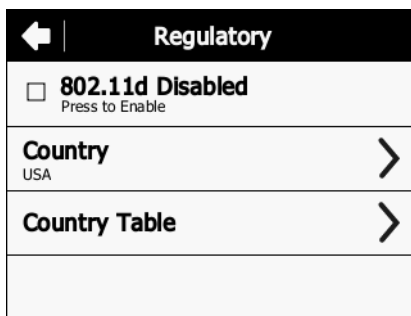 Regulatory
802.11d Disabled
Press to Enable
Country
USA
Country Table